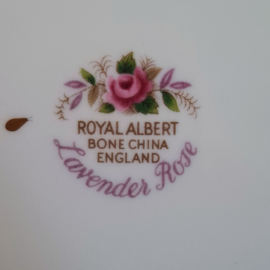 ROYAL ALBERT
BONE CHINA
ENGLAND
Lavender Rose